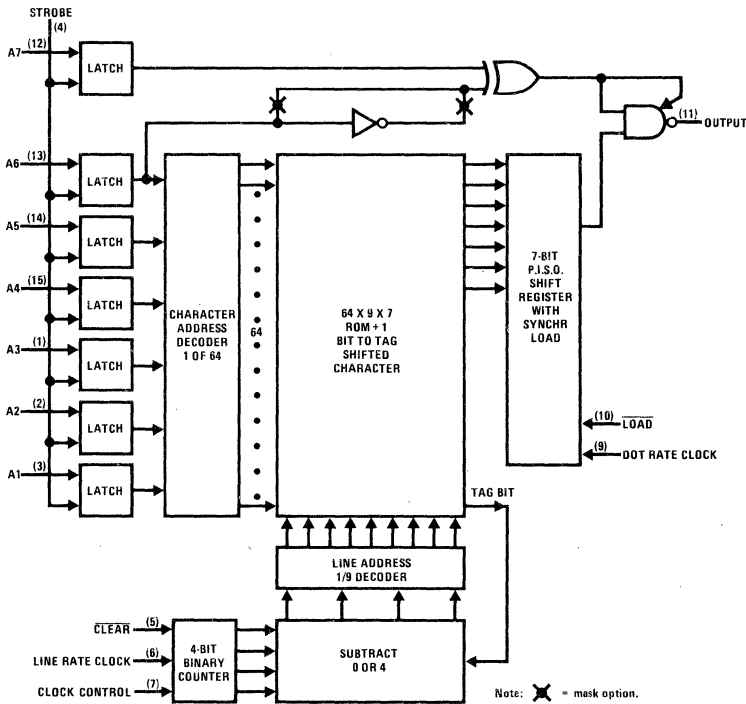 STROBE
(4)
A7 (12)
LATCH
(11)
OUTPUT
A6 (13)
LATCH
A5 (14)
LATCH
A4 (15)
LATCH
A3 (1)
LATCH
A2 (2)
LATCH
A1 (3)
LATCH
CHARACTER
ADDRESS
DECODER
1 OF 64
64
64 X 9 X 7
ROM + 1
BIT TO TAG
SHIFTED
CHARACTER
7-BIT
P.I.S.O.
SHIFT
REGISTER
WITH
SYNCHR
LOAD
(10) LOAD
(9) DOT RATE CLOCK
TAG BIT
LINE ADDRESS
1/9 DECODER
CLEAR (5)
LINE RATE CLOCK (6)
CLOCK CONTROL (7)
4-BIT
BINARY
COUNTER
SUBTRACT
0 OR 4
Note: = mask option.